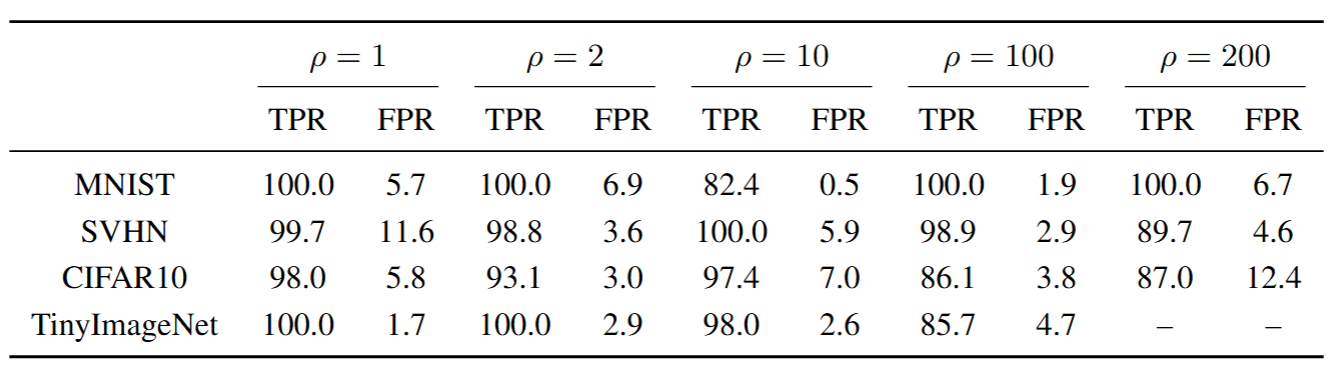 ρ = 1 ρ = 2 ρ = 10 ρ = 100 ρ = 200
TPR FPR TPR FPR TPR FPR TPR FPR TPR FPR
MNIST 100.0 5.7 100.0 6.9 82.4 0.5 100.0 1.9 100.0 6.7
SVHN 99.7 11.6 98.8 3.6 100.0 5.9 98.9 2.9 89.7 4.6
CIFAR10 98.0 5.8 93.1 3.0 97.4 7.0 86.1 3.8 87.0 12.4
TinyImageNet 100.0 1.7 100.0 2.9 98.0 2.6 85.7 4.7 – –